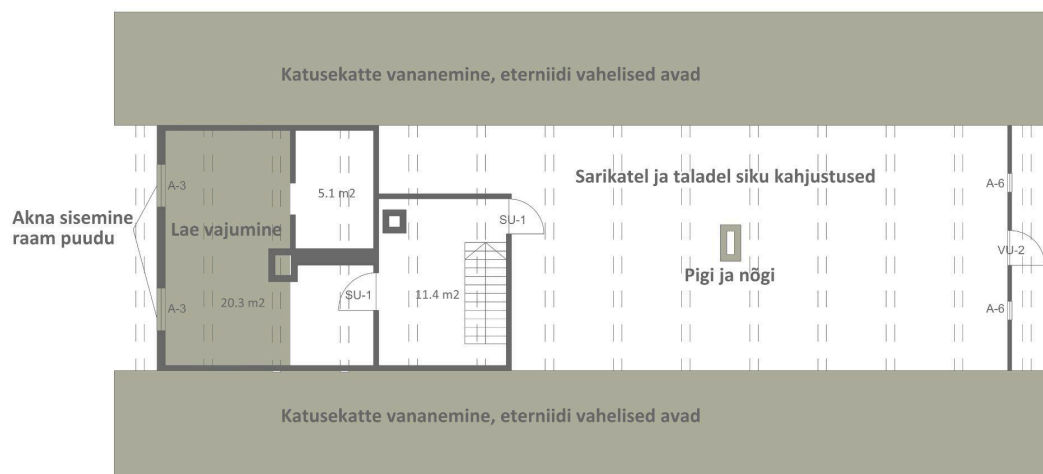 Katusekatte vananemine, eterniidi vahelised avad
A-3
5.1 m2
Sarikatel ja taladel siku kahjustused
A-6
Akna sisemine
raam puudu
Lae vajumine
SU-1
VU-2
Pigi ja nõgi
20.3 m2
SU-1
11.4 m2
A-3
A-6
Katusekatte vananemine, eterniidi vahelised avad